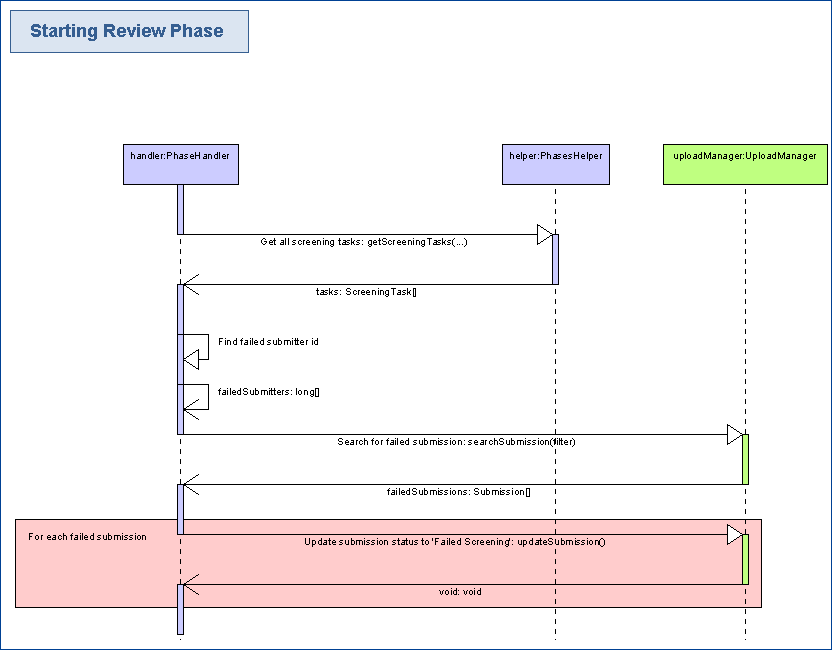 Starting Review Phase
handler:PhaseHandler
helper:PhasesHelper
uploadManager:UploadManager
Get all screening tasks: getScreeningTasks(...)
tasks: ScreeningTask[]
Find failed submitter id
failedSubmitters: long[]
Search for failed submission: searchSubmission(filter)
failedSubmissions: Submission[]
For each failed submission
Update submission status to 'Failed Screening': updateSubmission()
void: void